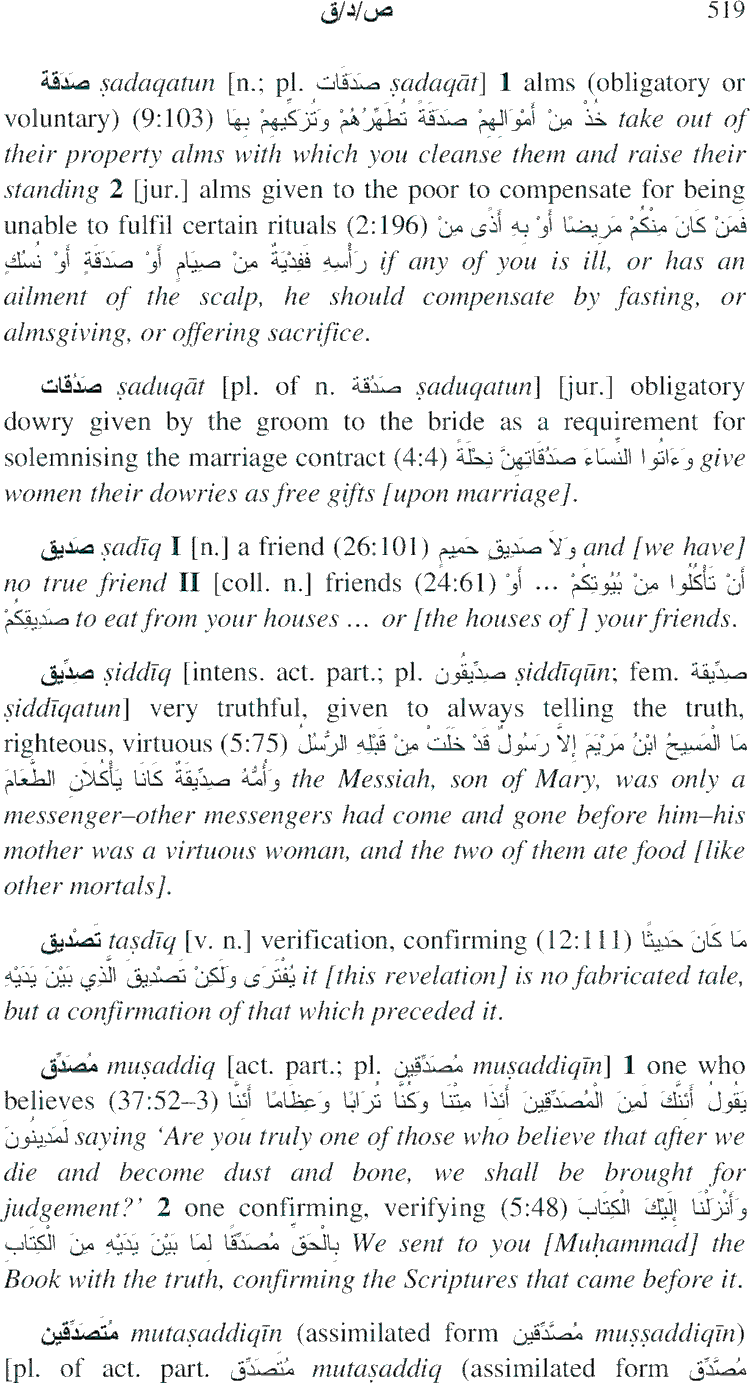 ص/د/ق 519
صَدَقة ṣadaqatun [n.; pl. صَدَقَات ṣadaqāt] 1 alms (obligatory or
voluntary) (9:103) خُذْ مِنْ أَمْوَالِهِمْ صَدَقَةً تُطَهِّرُهُمْ وَتُزَكِّيهِمْ بِهَا take out of
their property alms with which you cleanse them and raise their
standing 2 [jur.] alms given to the poor to compensate for being
unable to fulfil certain rituals (2:196) فَمَنْ كَانَ مِنْكُمْ مَرِيضًا أَوْ بِهِ أَذًى مِنْ
رَأْسِهِ فَفِدْيَةٌ مِنْ صِيَامٍ أَوْ صَدَقَةٍ أَوْ نُسُكٍ if any of you is ill, or has an
ailment of the scalp, he should compensate by fasting, or
almsgiving, or offering sacrifice.
صَدُقات ṣaduqāt [pl. of n. صَدُقة ṣaduqatun] [jur.] obligatory
dowry given by the groom to the bride as a requirement for
solemnising the marriage contract (4:4) وَءَاتُوا النِّسَاءَ صَدُقَاتِهِنَّ نِحْلَةً give
women their dowries as free gifts [upon marriage].
صَديق ṣadīq I [n.] a friend (26:101) وَلاَ صَدِيقٍ حَمِيمٍ and [we have]
no true friend II [coll. n.] friends (24:61) أَنْ تَأْكُلُوا مِنْ بُيُوتِكُمْ ... أَوْ
صَدِيقِكُمْ to eat from your houses ... or [the houses of ] your friends.
صِدِّيق ṣiddīq [intens. act. part.; pl. صِدِّيقُون ṣiddīqūn; fem. صِدِّيقة
ṣiddīqatun] very truthful, given to always telling the truth,
righteous, virtuous (5:75) مَا الْمَسِيحُ ابْنُ مَرْيَمَ إِلاَّ رَسُولٌ قَدْ خَلَتْ مِنْ قَبْلِهِ الرُّسُلُ
وَأُمُّهُ صِدِّيقَةٌ كَانَا يَأْكُلاَنِ الطَّعَامَ the Messiah, son of Mary, was only a
messenger–other messengers had come and gone before him–his
mother was a virtuous woman, and the two of them ate food [like
other mortals].
تَصْديق taṣdīq [v. n.] verification, confirming (12:111) مَا كَانَ حَدِيثًا
يُفْتَرَى وَلَكِنْ تَصْدِيقَ الَّذِي بَيْنَ يَدَيْهِ it [this revelation] is no fabricated tale,
but a confirmation of that which preceded it.
مُصَدِّق muṣaddiq [act. part.; pl. مُصَدِّقِين muṣaddiqīn] 1 one who
believes (37:52–3) يَقُولُ أَئِنَّكَ لَمِنَ الْمُصَدِّقِينَ أَئِذَا مِتْنَا وَكُنَّا تُرَابًا وَعِظَامًا أَئِنَّا
لَمَدِينُونَ saying ‘Are you truly one of those who believe that after we
die and become dust and bone, we shall be brought for
judgement?’ 2 one confirming, verifying (5:48) وَأَنْزَلْنَا إِلَيْكَ الْكِتَابَ
بِالْحَقِّ مُصَدِّقًا لِمَا بَيْنَ يَدَيْهِ مِنَ الْكِتَابِ We sent to you [Muḥammad] the
Book with the truth, confirming the Scriptures that came before it.
مُتَصَدِّقين mutaṣaddiqīn (assimilated form مُصَّدِّقين muṣṣaddiqīn)
[pl. of act. part. مُتَصَدِّق mutaṣaddiq (assimilated form مُصَّدِّق